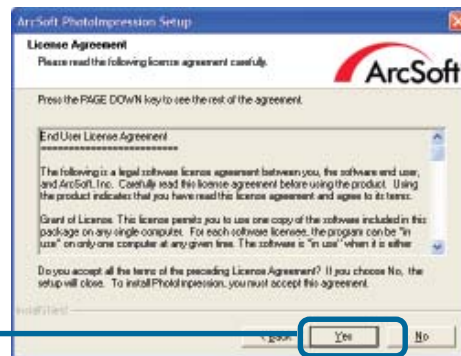 ArcSoft PhotoImpression Setup
License Agreement
Please read the following license agreement carefully.
ArcSoft
Press the PAGE DOWN key to see the rest of the agreement.
End User License Agreement
==========================
The following is a legal software license agreement between you, the software end user,
and ArcSoft, Inc. Carefully read this license agreement before using the product. Using
the product indicates that you have read this license agreement and agree to its terms.
Grant of License. This license permits you to use one copy of the software included in this
package on any single computer. For each software licensee, the program can be "in
use" on only one computer at any given time. The software is "in use" when it is either
Do you accept all the terms of the preceding License Agreement? If you choose No, the
setup will close. To install PhotoImpression, you must accept this agreement.
InstallShield
< Back
Yes
No